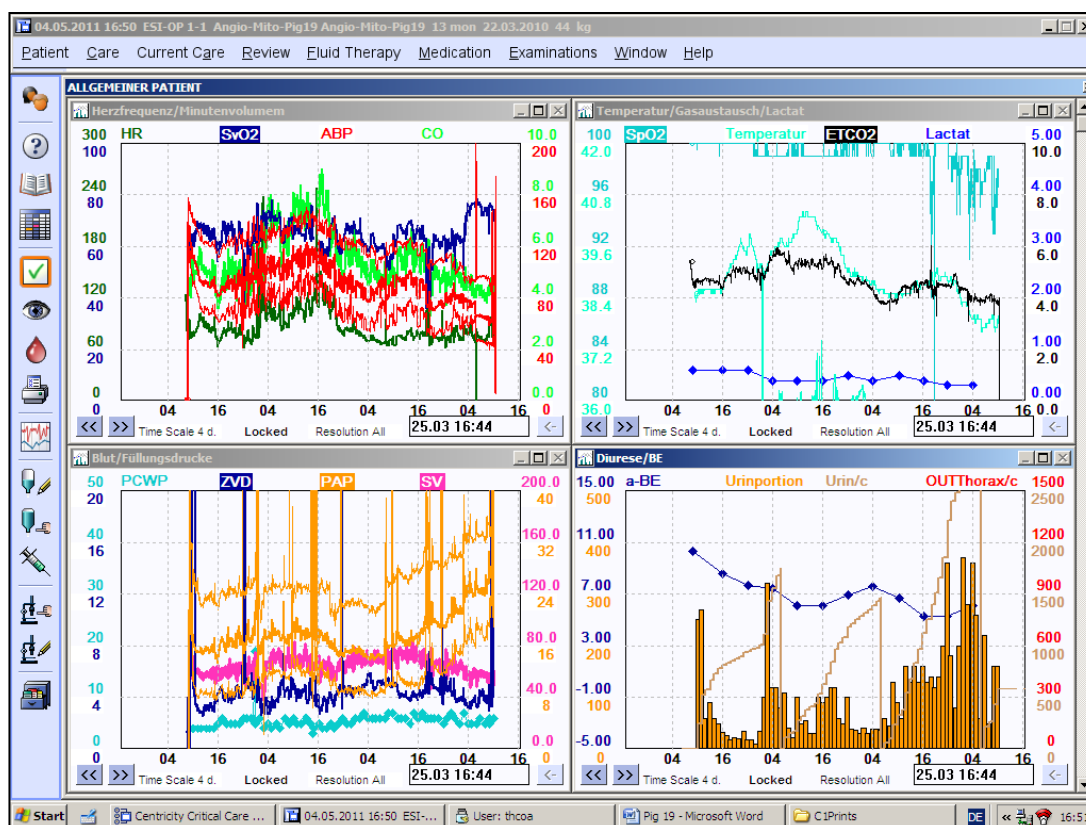 04.05.2011 16:50 ESI-OP 1-1 Angio-Mito-Pig19 Angio-Mito-Pig19 13 mon 22.03.2010 44 kg
Patient Care Current Care Review Fluid Therapy Medication Examinations Window Help
ALLGEMEINER PATIENT
Herzfrequenz/Minutenvolumem
300 HR SvO2 ABP CO 10.0
100 200
240 8.0
80 160
180 6.0
60 120
120 4.0
40 80
60 2.0
20 40
0 0.0
0 04 16 04 16 04 16 04 16 0
<< >> Time Scale 4 d. Locked Resolution All 25.03 16:44 <-
Temperatur/Gasaustausch/Lactat
100 SpO2 Temperatur ETCO2 Lactat 5.00
42.0 10.0
96 4.00
40.8 8.0
92 3.00
39.6 6.0
88 2.00
38.4 4.0
84 1.00
37.2 2.0
80 0.00
36.0 04 16 04 16 04 16 04 16 0.0
<< >> Time Scale 4 d. Locked Resolution All 25.03 16:44 <-
Blut/Füllungsdrucke
50 PCWP ZVD PAP SV 200.0
20 40
40 160.0
16 32
30 120.0
12 24
20 80.0
8 16
10 40.0
4 8
0 0.0
0 04 16 04 16 04 16 04 16 0
<< >> Time Scale 4 d. Locked Resolution All 25.03 16:44 <-
Diurese/BE
15.00 a-BE Urinportion Urin/c OUTThorax/c 1500
500 2500
11.00 1200
400 2000
7.00 900
300 1500
3.00 600
200 1000
-1.00 300
100 500
-5.00 0
0 04 16 04 16 04 16 04 16 0
<< >> Time Scale 4 d. Locked Resolution All 25.03 16:44 <-
Start Centricity Critical Care ... 04.05.2011 16:50 ESI-... User: thcoa Pig 19 - Microsoft Word C1Prints DE «